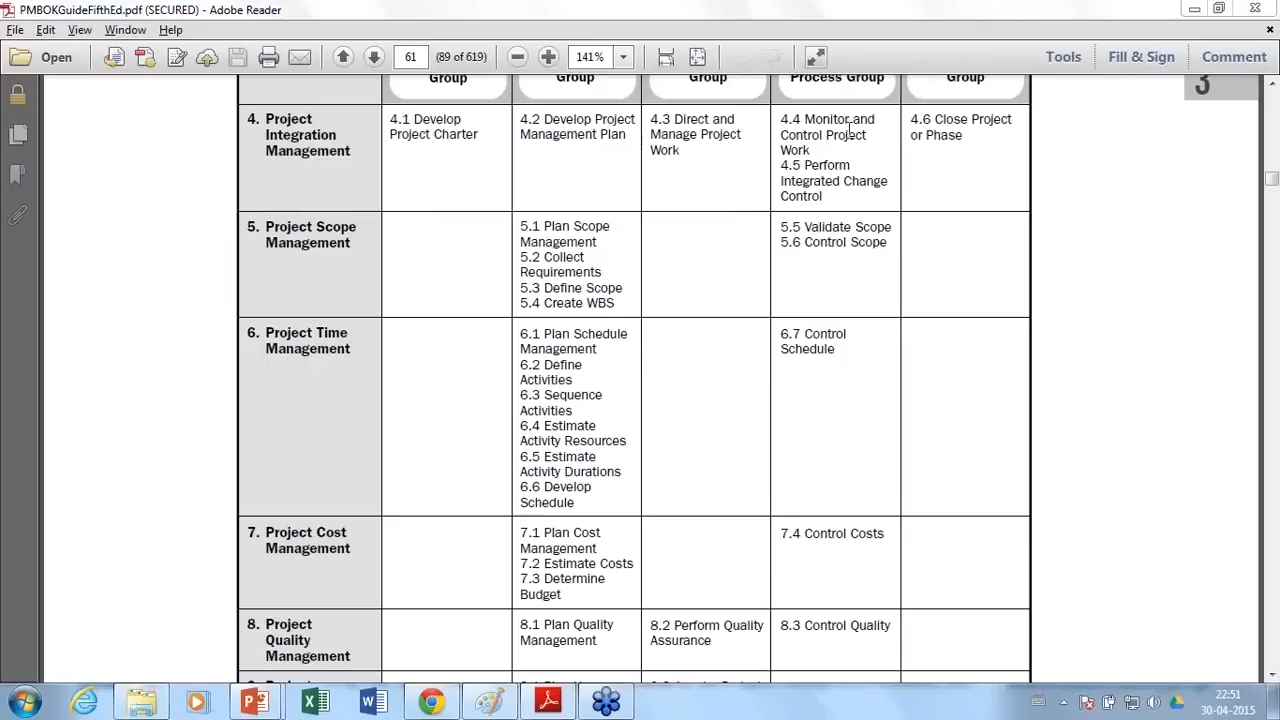 PMBOKGuideFifthEd.pdf (SECURED) - Adobe Reader
File Edit View Window Help
Open 61 (89 of 619) 141% Tools Fill & Sign Comment
Group Group Group Process Group Group
3
4. Project
Integration
Management
4.1 Develop
Project Charter
4.2 Develop Project
Management Plan
4.3 Direct and
Manage Project
Work
4.4 Monitor and
Control Project
Work
4.5 Perform
Integrated Change
Control
4.6 Close Project
or Phase
5. Project Scope
Management
5.1 Plan Scope
Management
5.2 Collect
Requirements
5.3 Define Scope
5.4 Create WBS
5.5 Validate Scope
5.6 Control Scope
6. Project Time
Management
6.1 Plan Schedule
Management
6.2 Define
Activities
6.3 Sequence
Activities
6.4 Estimate
Activity Resources
6.5 Estimate
Activity Durations
6.6 Develop
Schedule
6.7 Control
Schedule
7. Project Cost
Management
7.1 Plan Cost
Management
7.2 Estimate Costs
7.3 Determine
Budget
7.4 Control Costs
8. Project
Quality
Management
8.1 Plan Quality
Management
8.2 Perform Quality
Assurance
8.3 Control Quality
22:51
30-04-2015